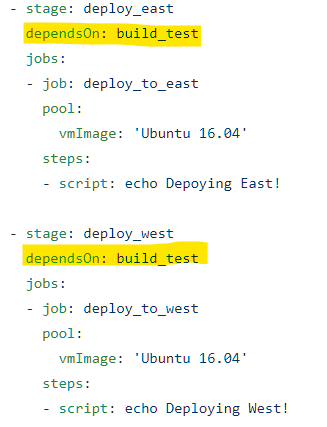 - stage: deploy_east
dependsOn: build_test
jobs:
- job: deploy_to_east
pool:
vmImage: 'Ubuntu 16.04'
steps:
- script: echo Depoying East!
- stage: deploy_west
dependsOn: build_test
jobs:
- job: deploy_to_west
pool:
vmImage: 'Ubuntu 16.04'
steps:
- script: echo Deploying West!